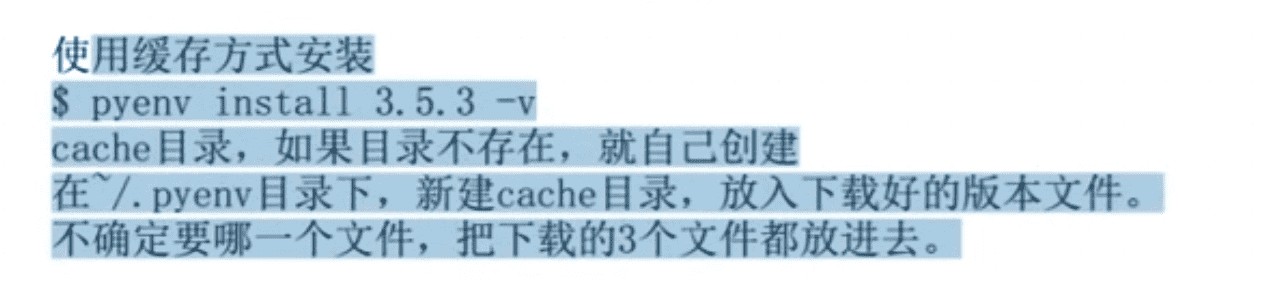 使用缓存方式安装
$ pyenv install 3.5.3 -v
cache目录，如果目录不存在，就自己创建
在~/.pyenv目录下，新建cache目录，放入下载好的版本文件。
不确定要哪一个文件，把下载的3个文件都放进去。